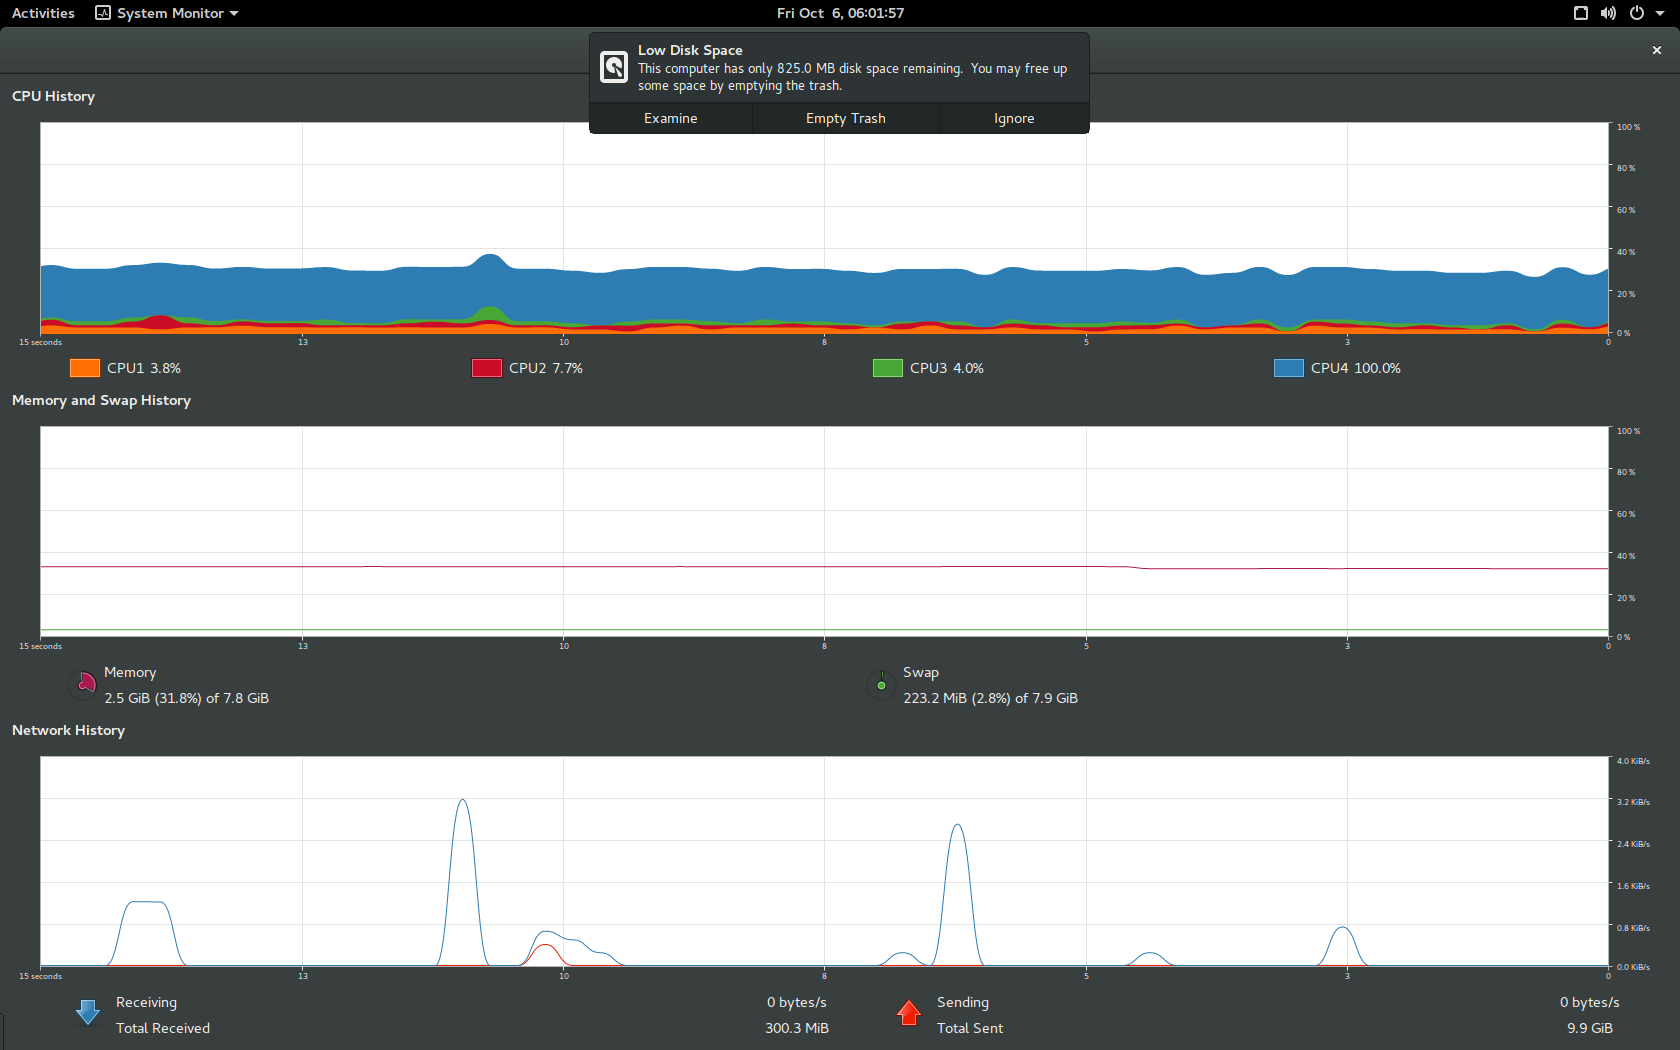 Activities System Monitor Fri Oct 6, 06:01:57
Low Disk Space
This computer has only 825.0 MB disk space remaining. You may free up
some space by emptying the trash.
Examine Empty Trash Ignore
CPU History
100 %
80 %
60 %
40 %
20 %
0 %
15 seconds 13 10 8 5 3 0
CPU1 3.8% CPU2 7.7% CPU3 4.0% CPU4 100.0%
Memory and Swap History
100 %
80 %
60 %
40 %
20 %
0 %
15 seconds 13 10 8 5 3 0
Memory
2.5 GiB (31.8%) of 7.8 GiB
Swap
223.2 MiB (2.8%) of 7.9 GiB
Network History
4.0 KiB/s
3.2 KiB/s
2.4 KiB/s
1.6 KiB/s
0.8 KiB/s
0.0 KiB/s
15 seconds 13 10 8 5 3 0
Receiving 0 bytes/s
Total Received 300.3 MiB
Sending 0 bytes/s
Total Sent 9.9 GiB